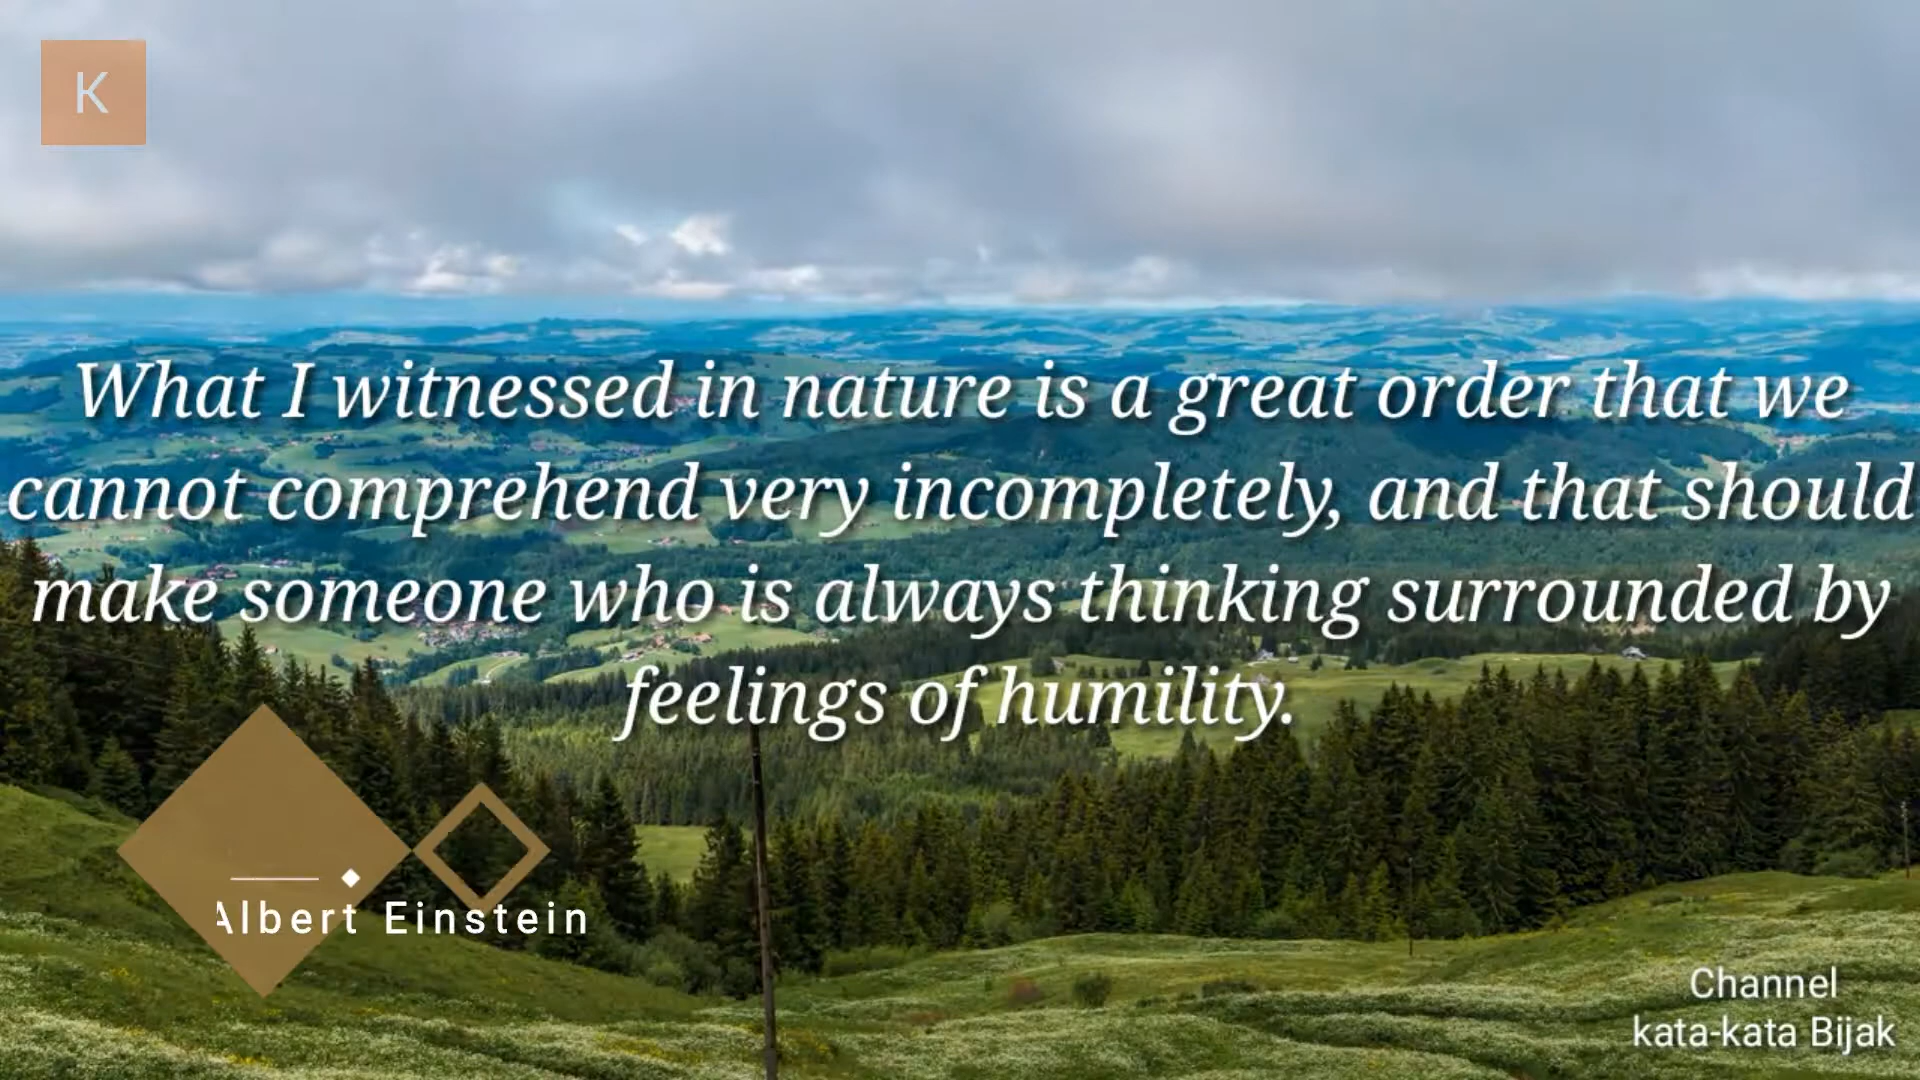 K
What I witnessed in nature is a great order that we
cannot comprehend very incompletely, and that should
make someone who is always thinking surrounded by
feelings of humility.
Albert Einstein
Channel
kata-kata Bijak